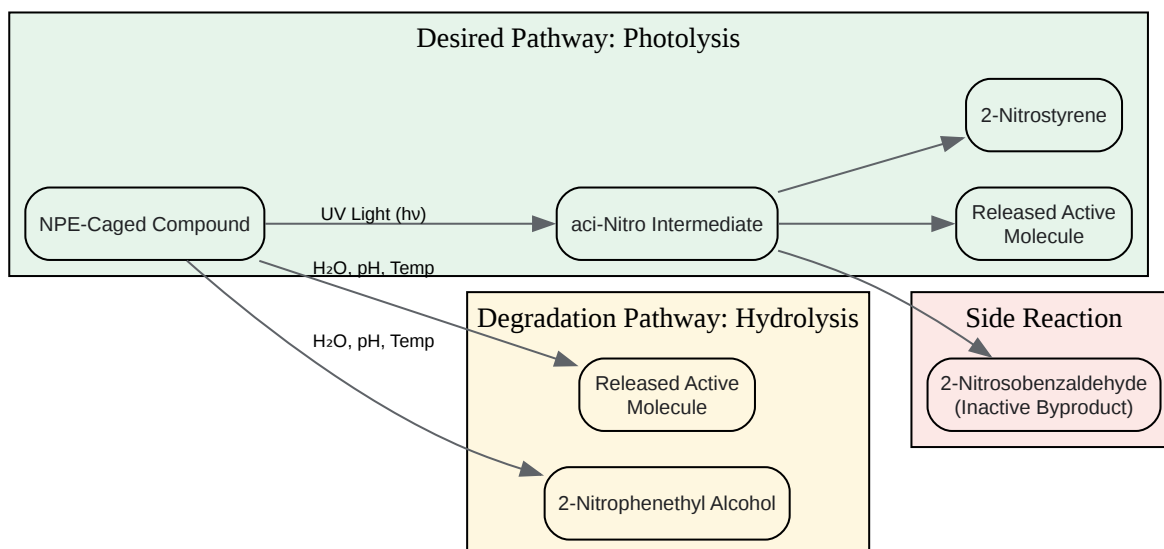 Desired Pathway: Photolysis
2-Nitrostyrene
NPE-Caged Compound
UV Light (hν)
aci-Nitro Intermediate
Released Active
Molecule
H₂O, pH, Temp
H₂O, pH, Temp
Degradation Pathway: Hydrolysis
Released Active
Molecule
2-Nitrophenethyl Alcohol
Side Reaction
2-Nitrosobenzaldehyde
(Inactive Byproduct)